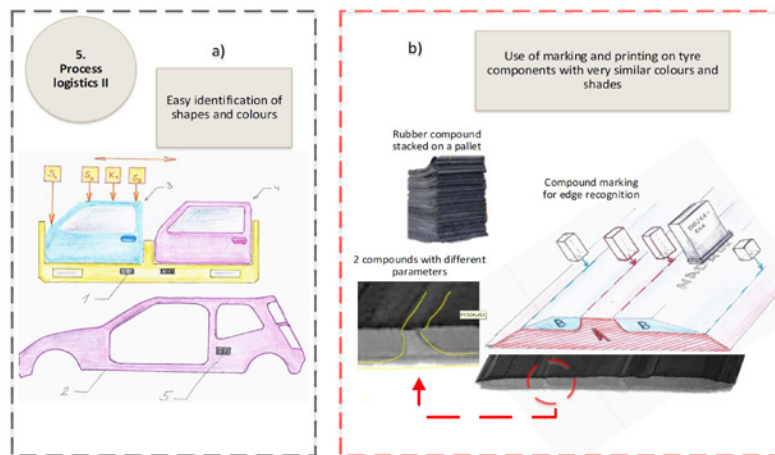 5.
Process
logistics II
a)
Easy identification of
shapes and colours
3
4
1
2
5
b)
Use of marking and printing on tyre
components with very similar colours and
shades
Rubber compound
stacked on a pallet
Compound marking
for edge recognition
2 compounds with different
parameters
B
A
B